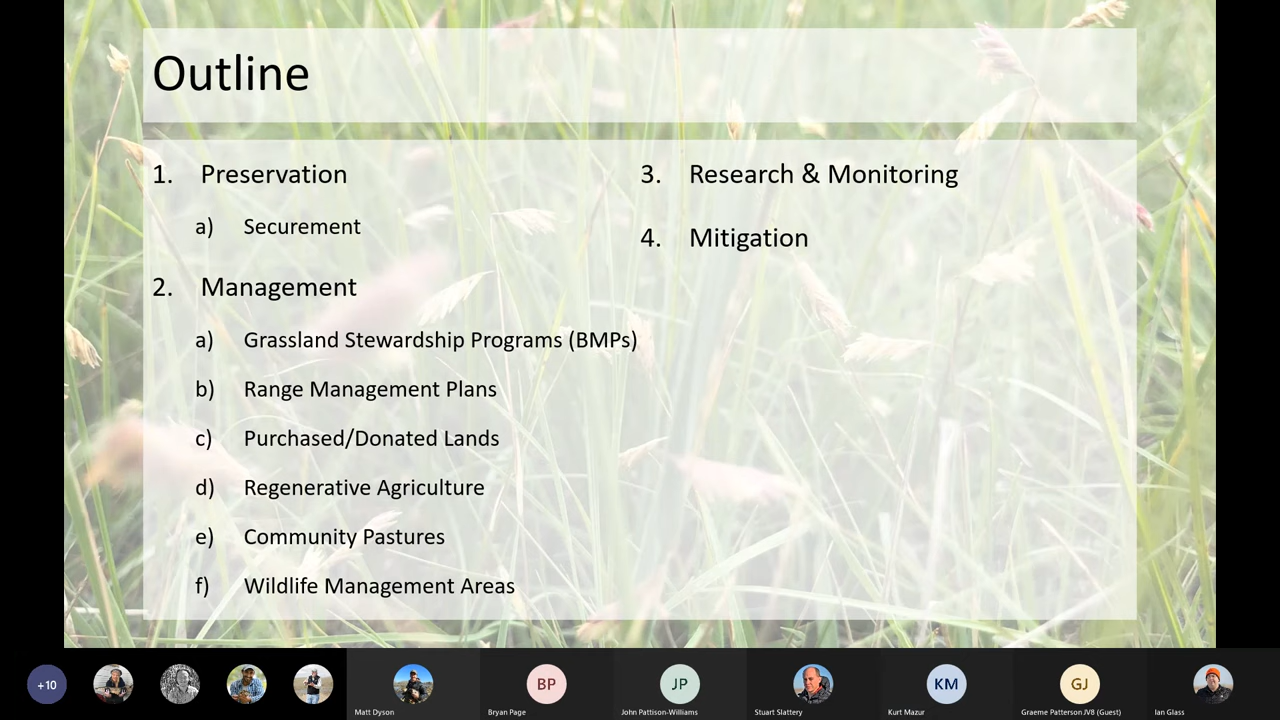 Outline
1. Preservation
a) Securement
2. Management
a) Grassland Stewardship Programs (BMPs)
b) Range Management Plans
c) Purchased/Donated Lands
d) Regenerative Agriculture
e) Community Pastures
f) Wildlife Management Areas
3. Research & Monitoring
4. Mitigation
+10
BP
JP
KM
GJ
Matt Dyson
Bryan Page
John Pattison-Williams
Stuart Slattery
Kurt Mazur
Graeme Patterson JV8 (Guest)
Ian Glass